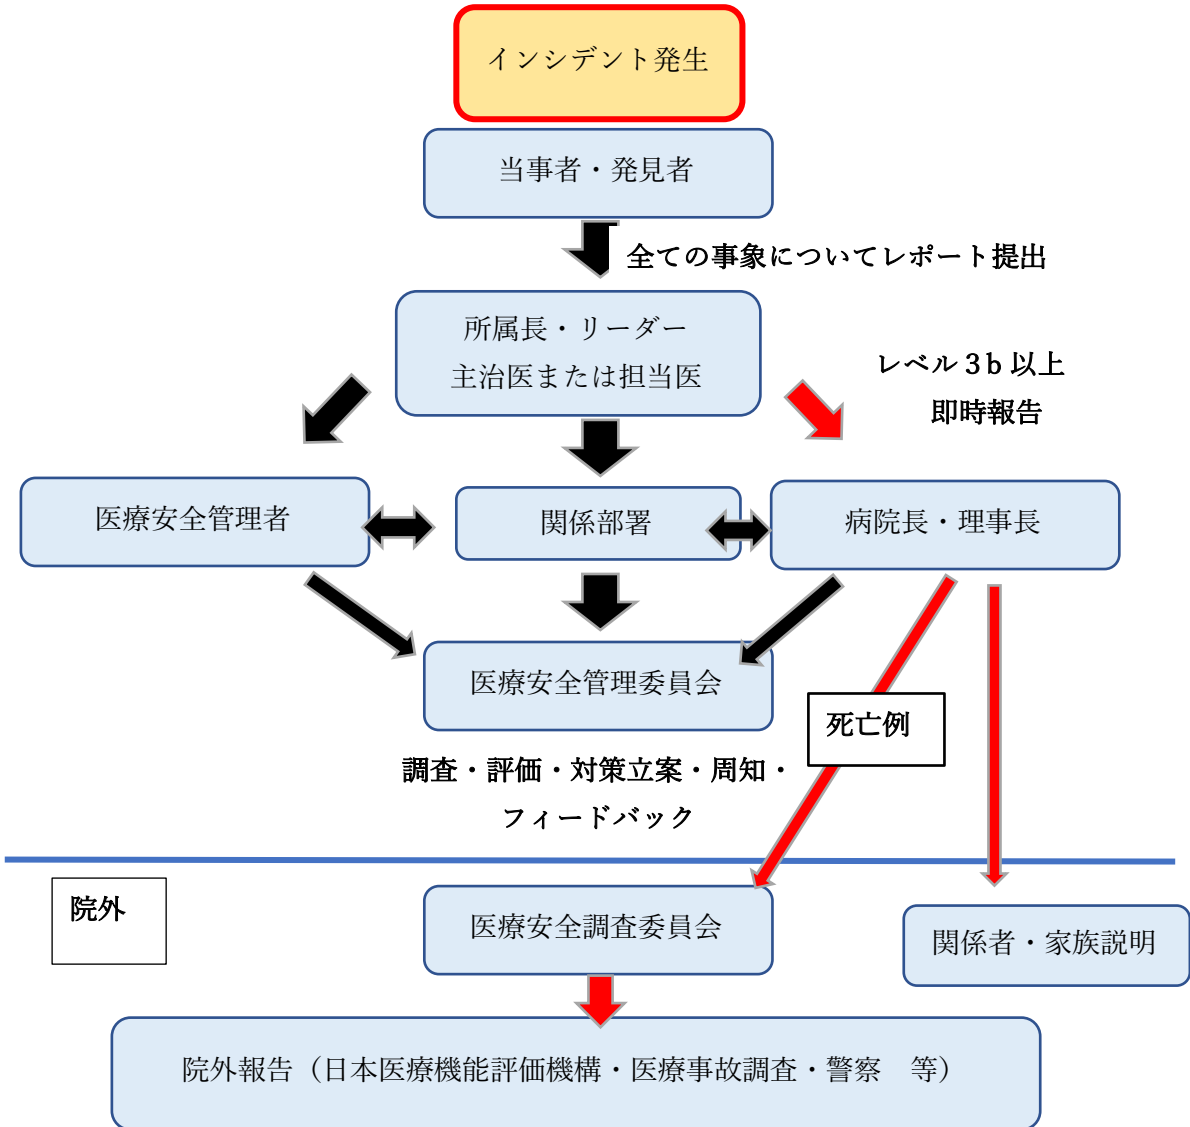 インシデント発生
当事者・発見者
全ての事象についてレポート提出
所属長・リーダー
主治医または担当医
レベル3b以上
即時報告
医療安全管理者
関係部署
病院長・理事長
医療安全管理委員会
死亡例
調査・評価・対策立案・周知・
フィードバック
院外
医療安全調査委員会
関係者・家族説明
院外報告（日本医療機能評価機構・医療事故調査・警察　等）